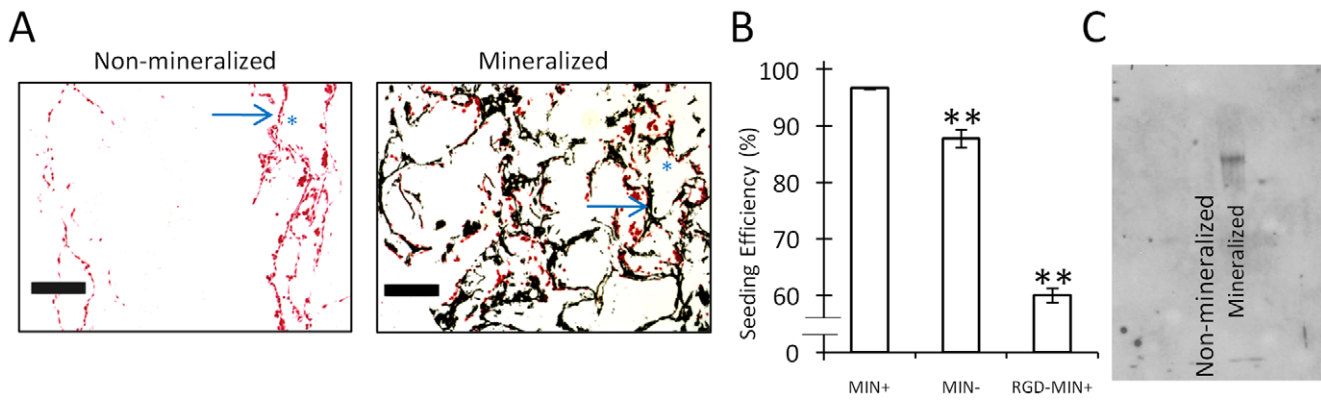 A
Non-mineralized
Mineralized
*
*
B
Seeding Efficiency (%)
100
90
80
70
60
0
**
**
MIN+
MIN-
RGD-MIN+
C
Non-mineralized
Mineralized